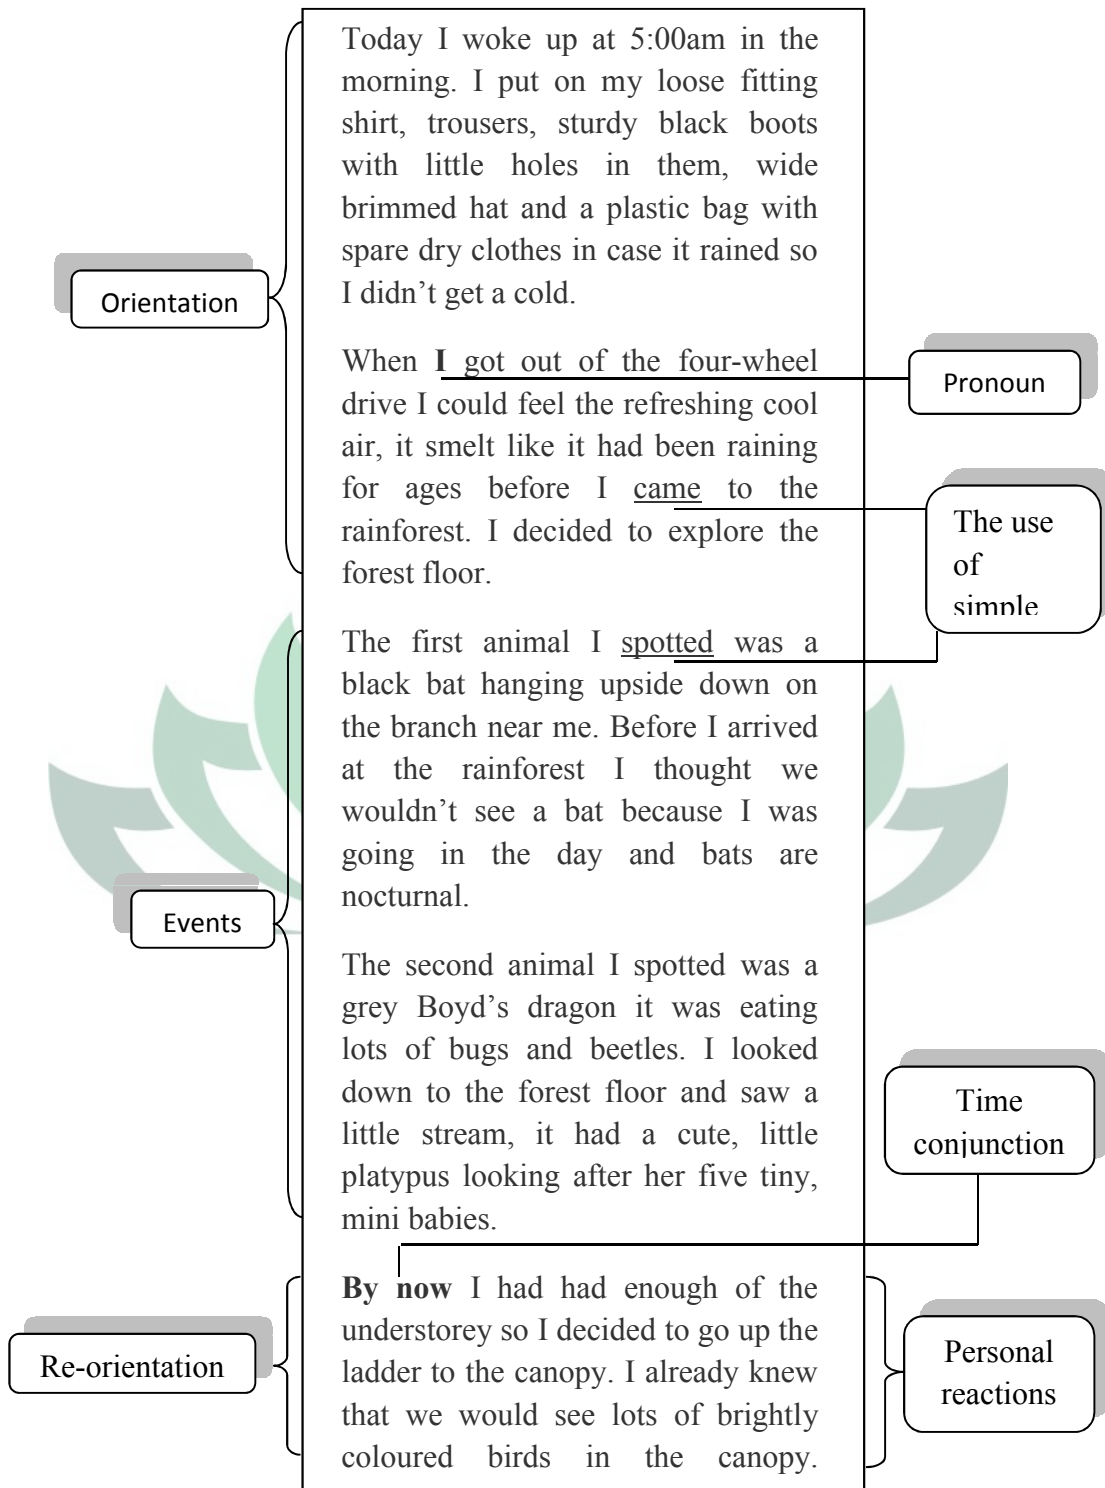 Today I woke up at 5:00am in the
morning. I put on my loose fitting
shirt, trousers, sturdy black boots
with little holes in them, wide
brimmed hat and a plastic bag with
spare dry clothes in case it rained so
I didn't get a cold.
Orientation
When I got out of the four-wheel
drive I could feel the refreshing cool
air, it smelt like it had been raining
for ages before I came to the
rainforest. I decided to explore the
forest floor.
Pronoun
The use
of
simple
The first animal I spotted was a
black bat hanging upside down on
the branch near me. Before I arrived
at the rainforest I thought we
wouldn't see a bat because I was
going in the day and bats are
nocturnal.
Events
The second animal I spotted was a
grey Boyd's dragon it was eating
lots of bugs and beetles. I looked
down to the forest floor and saw a
little stream, it had a cute, little
platypus looking after her five tiny,
mini babies.
Time
conjunction
By now I had had enough of the
understorey so I decided to go up the
ladder to the canopy. I already knew
that we would see lots of brightly
coloured birds in the canopy.
Re-orientation
Personal
reactions